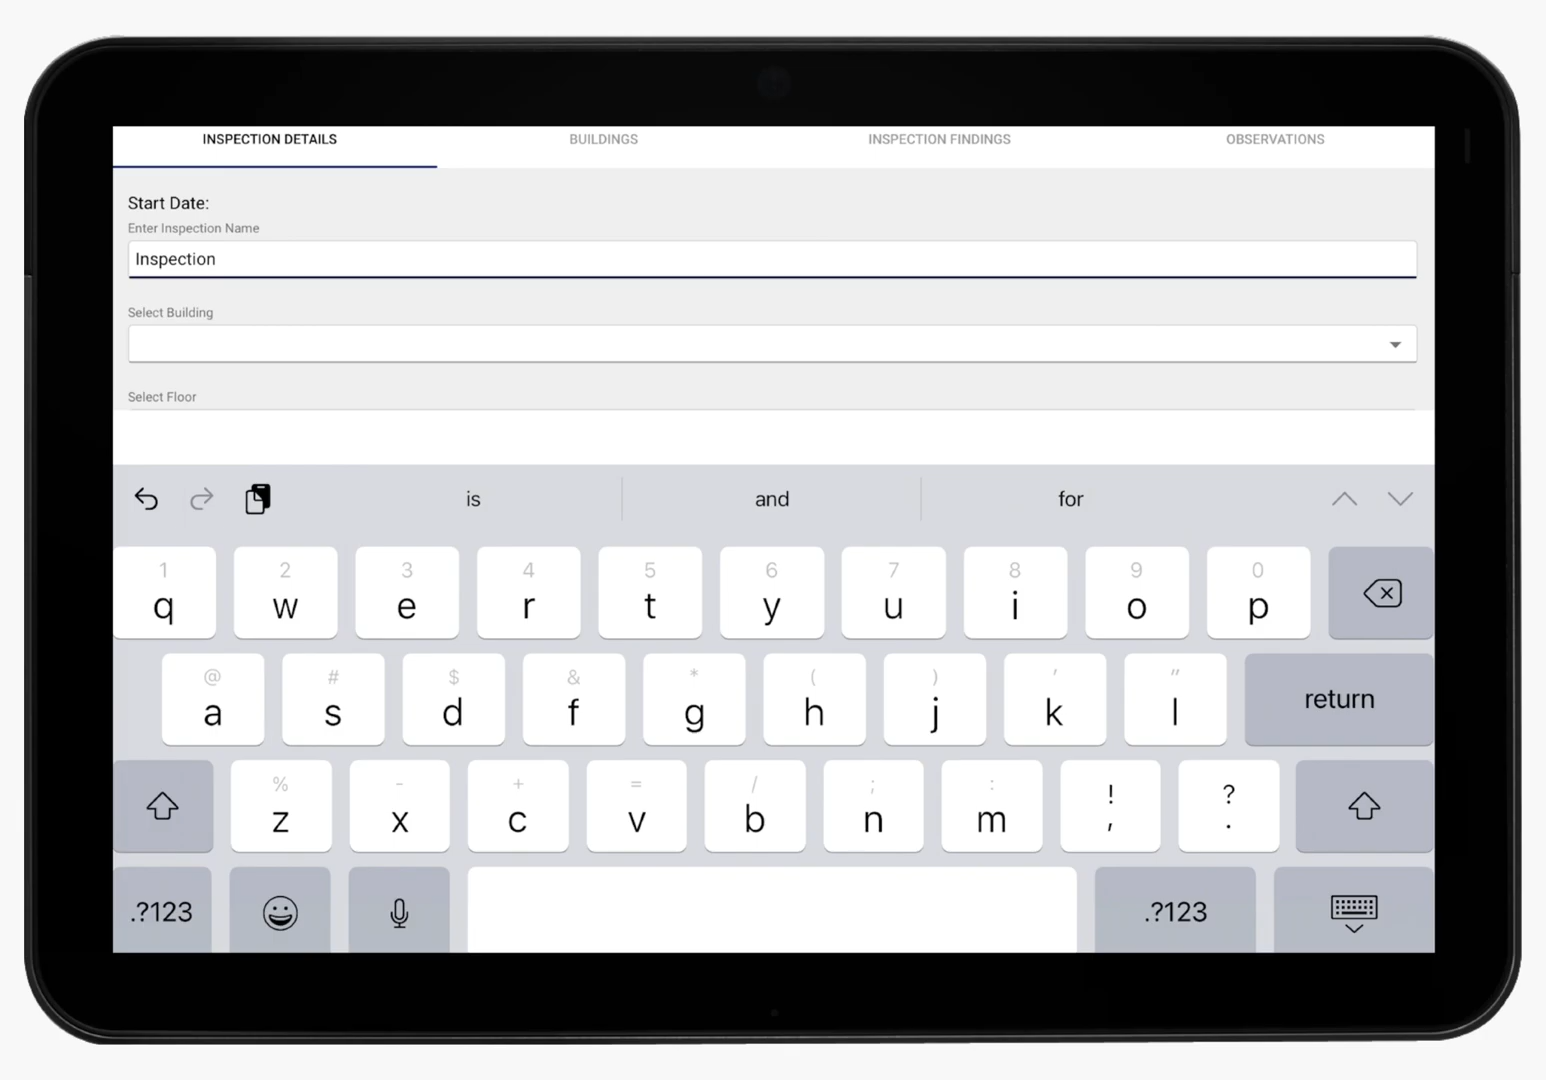 INSPECTION DETAILS BUILDINGS INSPECTION FINDINGS OBSERVATIONS
Start Date:
Enter Inspection Name
Inspection
Select Building
Select Floor
is and for
1 2 3 4 5 6 7 8 9 0
q w e r t y u i o p
@ # $ & * ( ) ' "
a s d f g h j k l return
% - + = / ; : ! ?
z x c v b n m , .
.?123 .?123